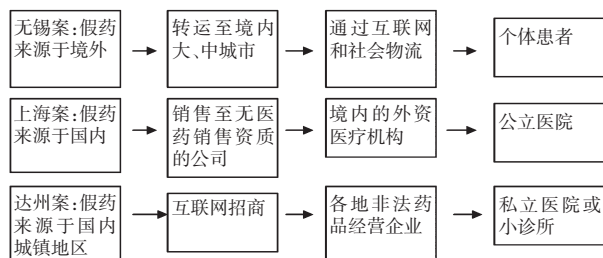 无锡案:假药
来源于境外
转运至境内
大、中城市
通过互联网
和社会物流
个体患者
上海案:假药
来源于国内
销售至无医
药销售资质
的公司
境内的外资
医疗机构
公立医院
达州案:假药
来源于国内
城镇地区
互联网招商
各地非法药
品经营企业
私立医院或
小诊所